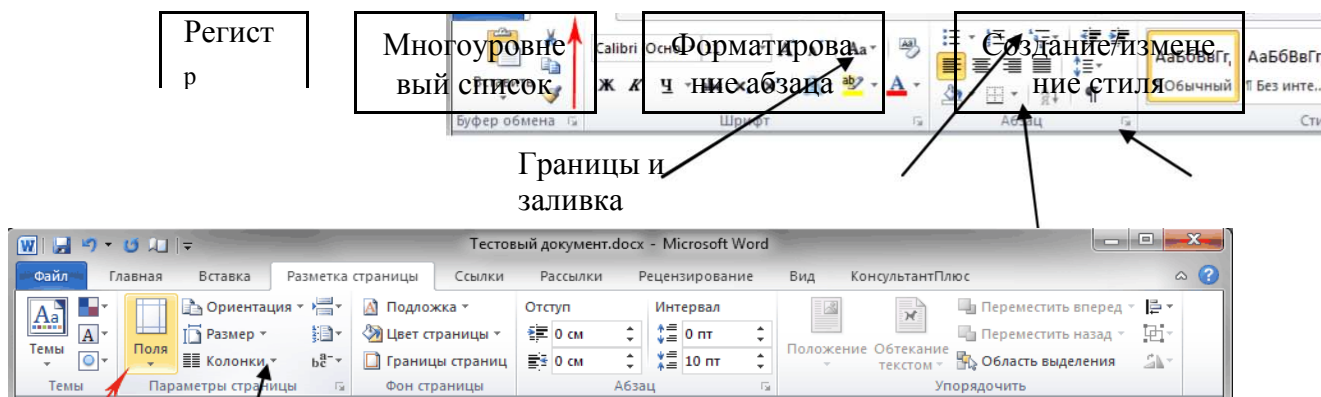 Регист
р
Многоуровне
вый список
Форматирова
ние абзаца
Создание/измене
ние стиля
Calibri
Aa
АаБбВвГг,
АаБбВвГг
Ж К Ч
Обычный
¶ Без инте..
Буфер обмена
Шрифт
Абзац
Границы и
заливка
Тестовый документ.docx - Microsoft Word
Файл Главная Вставка Разметка страницы Ссылки Рассылки Рецензирование Вид КонсультантПлюс
Темы
Поля
Ориентация
Размер
Колонки
Подложка
Цвет страницы
Границы страниц
Отступ
0 см
0 см
Интервал
0 пт
10 пт
Положение
Обтекание
текстом
Переместить вперед
Переместить назад
Область выделения
Темы Параметры страницы Фон страницы Абзац Упорядочить